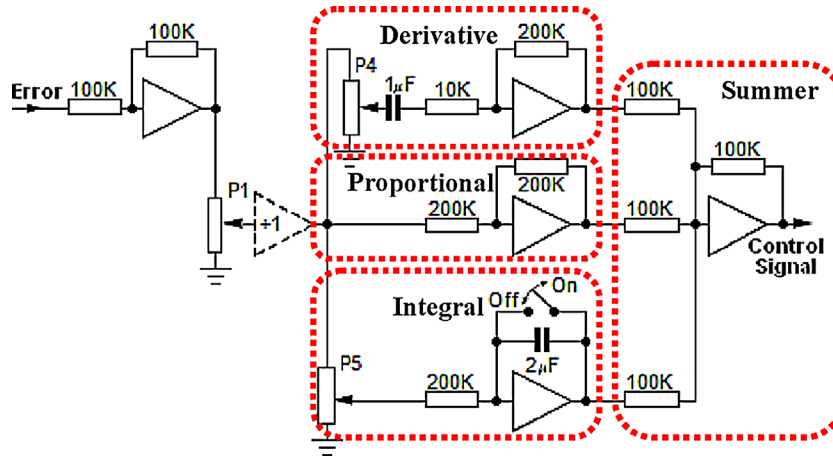 Derivative
100K
200K
P4
Summer
Error
100K
1µF
10K
100K
100K
Proportional
P1
200K
÷1
200K
100K
Control
Signal
Integral
Off
On
P5
2µF
200K
100K